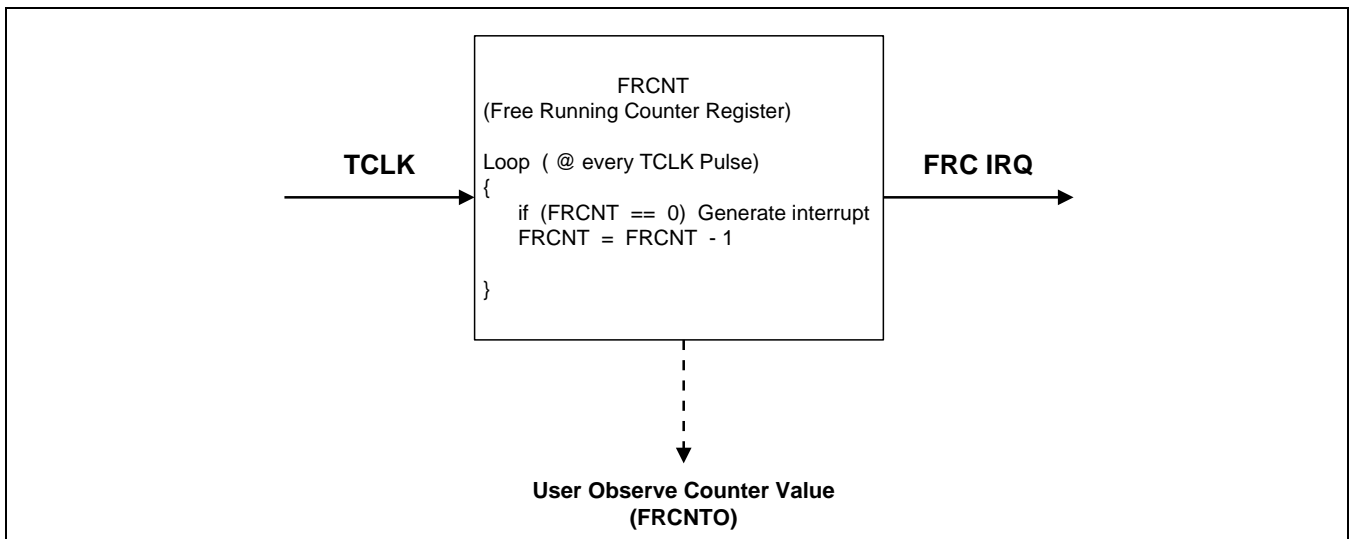 FRCNT
(Free Running Counter Register)
TCLK
Loop ( @ every TCLK Pulse)
{
if (FRCNT == 0) Generate interrupt
FRCNT = FRCNT - 1
}
FRC IRQ
User Observe Counter Value
(FRCNTO)